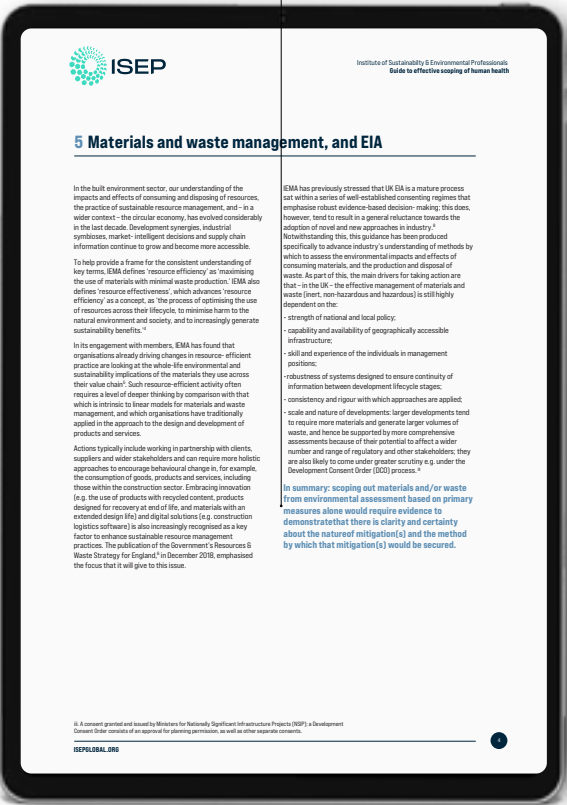 ISEP
Institute of Sustainabilty & Environmental Professionals
Guide to effective scoping of human health
5 Materials and waste management, and EIA
In the built environment sector, our understanding of the
impacts and effects of consuming and disposing of resources,
the practice of sustainable resource management, and – in a
wider context – the circular economy, has evolved considerably
in the last decade. Development synergies, industrial
symbioses, market- intelligent decisions and supply chain
information continue to grow and become more accessible.
To help provide a frame for the consistent understanding of
key terms, IEMA defines 'resource efficiency' as 'maximising
the use of materials with minimal waste production.' IEMA also
defines 'resource effectiveness', which advances 'resource
efficiency' as a concept, as 'the process of optimising the use
of resources across their lifecycle, to minimise harm to the
natural environment and society, and to increasingly generate
sustainability benefits.'
In its engagement with members, IEMA has found that
organisations already driving changes in resource- efficient
practice are looking at the whole-life environmental and
sustainability implications of the materials they use across
their value chain. Such resource-efficient activity often
requires a level of deeper thinking by comparison with that
which is intrinsic to linear models for materials and waste
management, and which organisations have traditionally
applied in the approach to the design and development of
products and services.
Actions typically include working in partnership with clients,
suppliers and wider stakeholders and can require more holistic
approaches to encourage behavioural change in, for example,
the consumption of goods, products and services, including
those within the construction sector. Embracing innovation
(e.g. the use of products with recycled content, products
designed for recovery at end of life, and materials with an
extended design life) and digital solutions (e.g. construction
logistics software) is also increasingly recognised as a key
factor to enhance sustainable resource management
practices. The publication of the Government's Resources &
Waste Strategy for England, in December 2018, emphasised
the focus that it will give to this issue.
IEMA has previously stressed that UK EIA is a mature process
sat within a series of well-established consenting regimes that
emphasise robust evidence-based decision- making; this does,
however, tend to result in a general reluctance towards the
adoption of novel and new approaches in industry.
Notwithstanding this, this guidance has been produced
specifically to advance industry's understanding of methods by
which to assess the environmental impacts and effects of
consuming materials, and the production and disposal of
waste. As part of this, the main drivers for taking action are
that – in the UK – the effective management of materials and
waste (inert, non-hazardous and hazardous) is still highly
dependent on the:
- strength of national and local policy;
- capability and availability of geographically accessible
infrastructure;
- skill and experience of the individuals in management
positions;
-robustness of systems designed to ensure continuity of
information between development lifecycle stages;
- consistency and rigour with which approaches are applied;
- scale and nature of developments: larger developments tend
to require more materials and generate larger volumes of
waste, and hence be supported by more comprehensive
assessments because of their potential to affect a wider
number and range of regulatory and other stakeholders; they
are also likely to come under greater scrutiny e.g. under the
Development Consent Order (DCO) process.iii
In summary: scoping out materials and/or waste
from environmental assessment based on primary
measures alone would require evidence to
demonstratethat there is clarity and certainty
about the natureof mitigation(s) and the method
by which that mitigation(s) would be secured.
iii. A consent granted and issued by Ministers for Nationally Significant Infrastructure Projects (NSIP); a Development
Consent Order consists of an approval for planning permission, as well as other separate consents.
ISEPGLOBAL.ORG
4